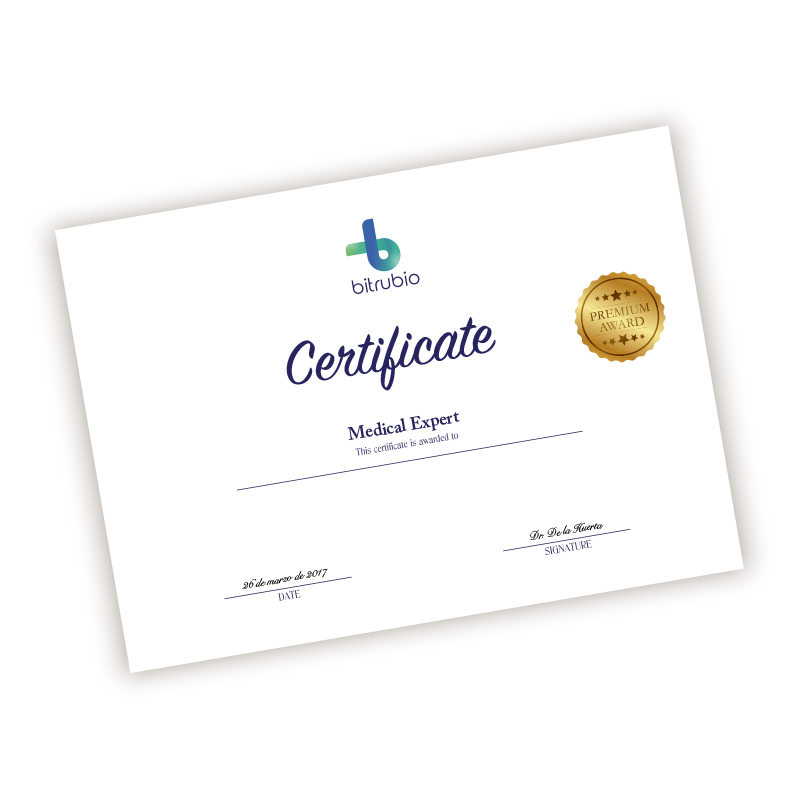 bitrubio
Certificate
PREMIUM
AWARD
Medical Expert
This certificate is awarded to
Dr. De la Huerta
SIGNATURE
26 de marzo de 2017
DATE